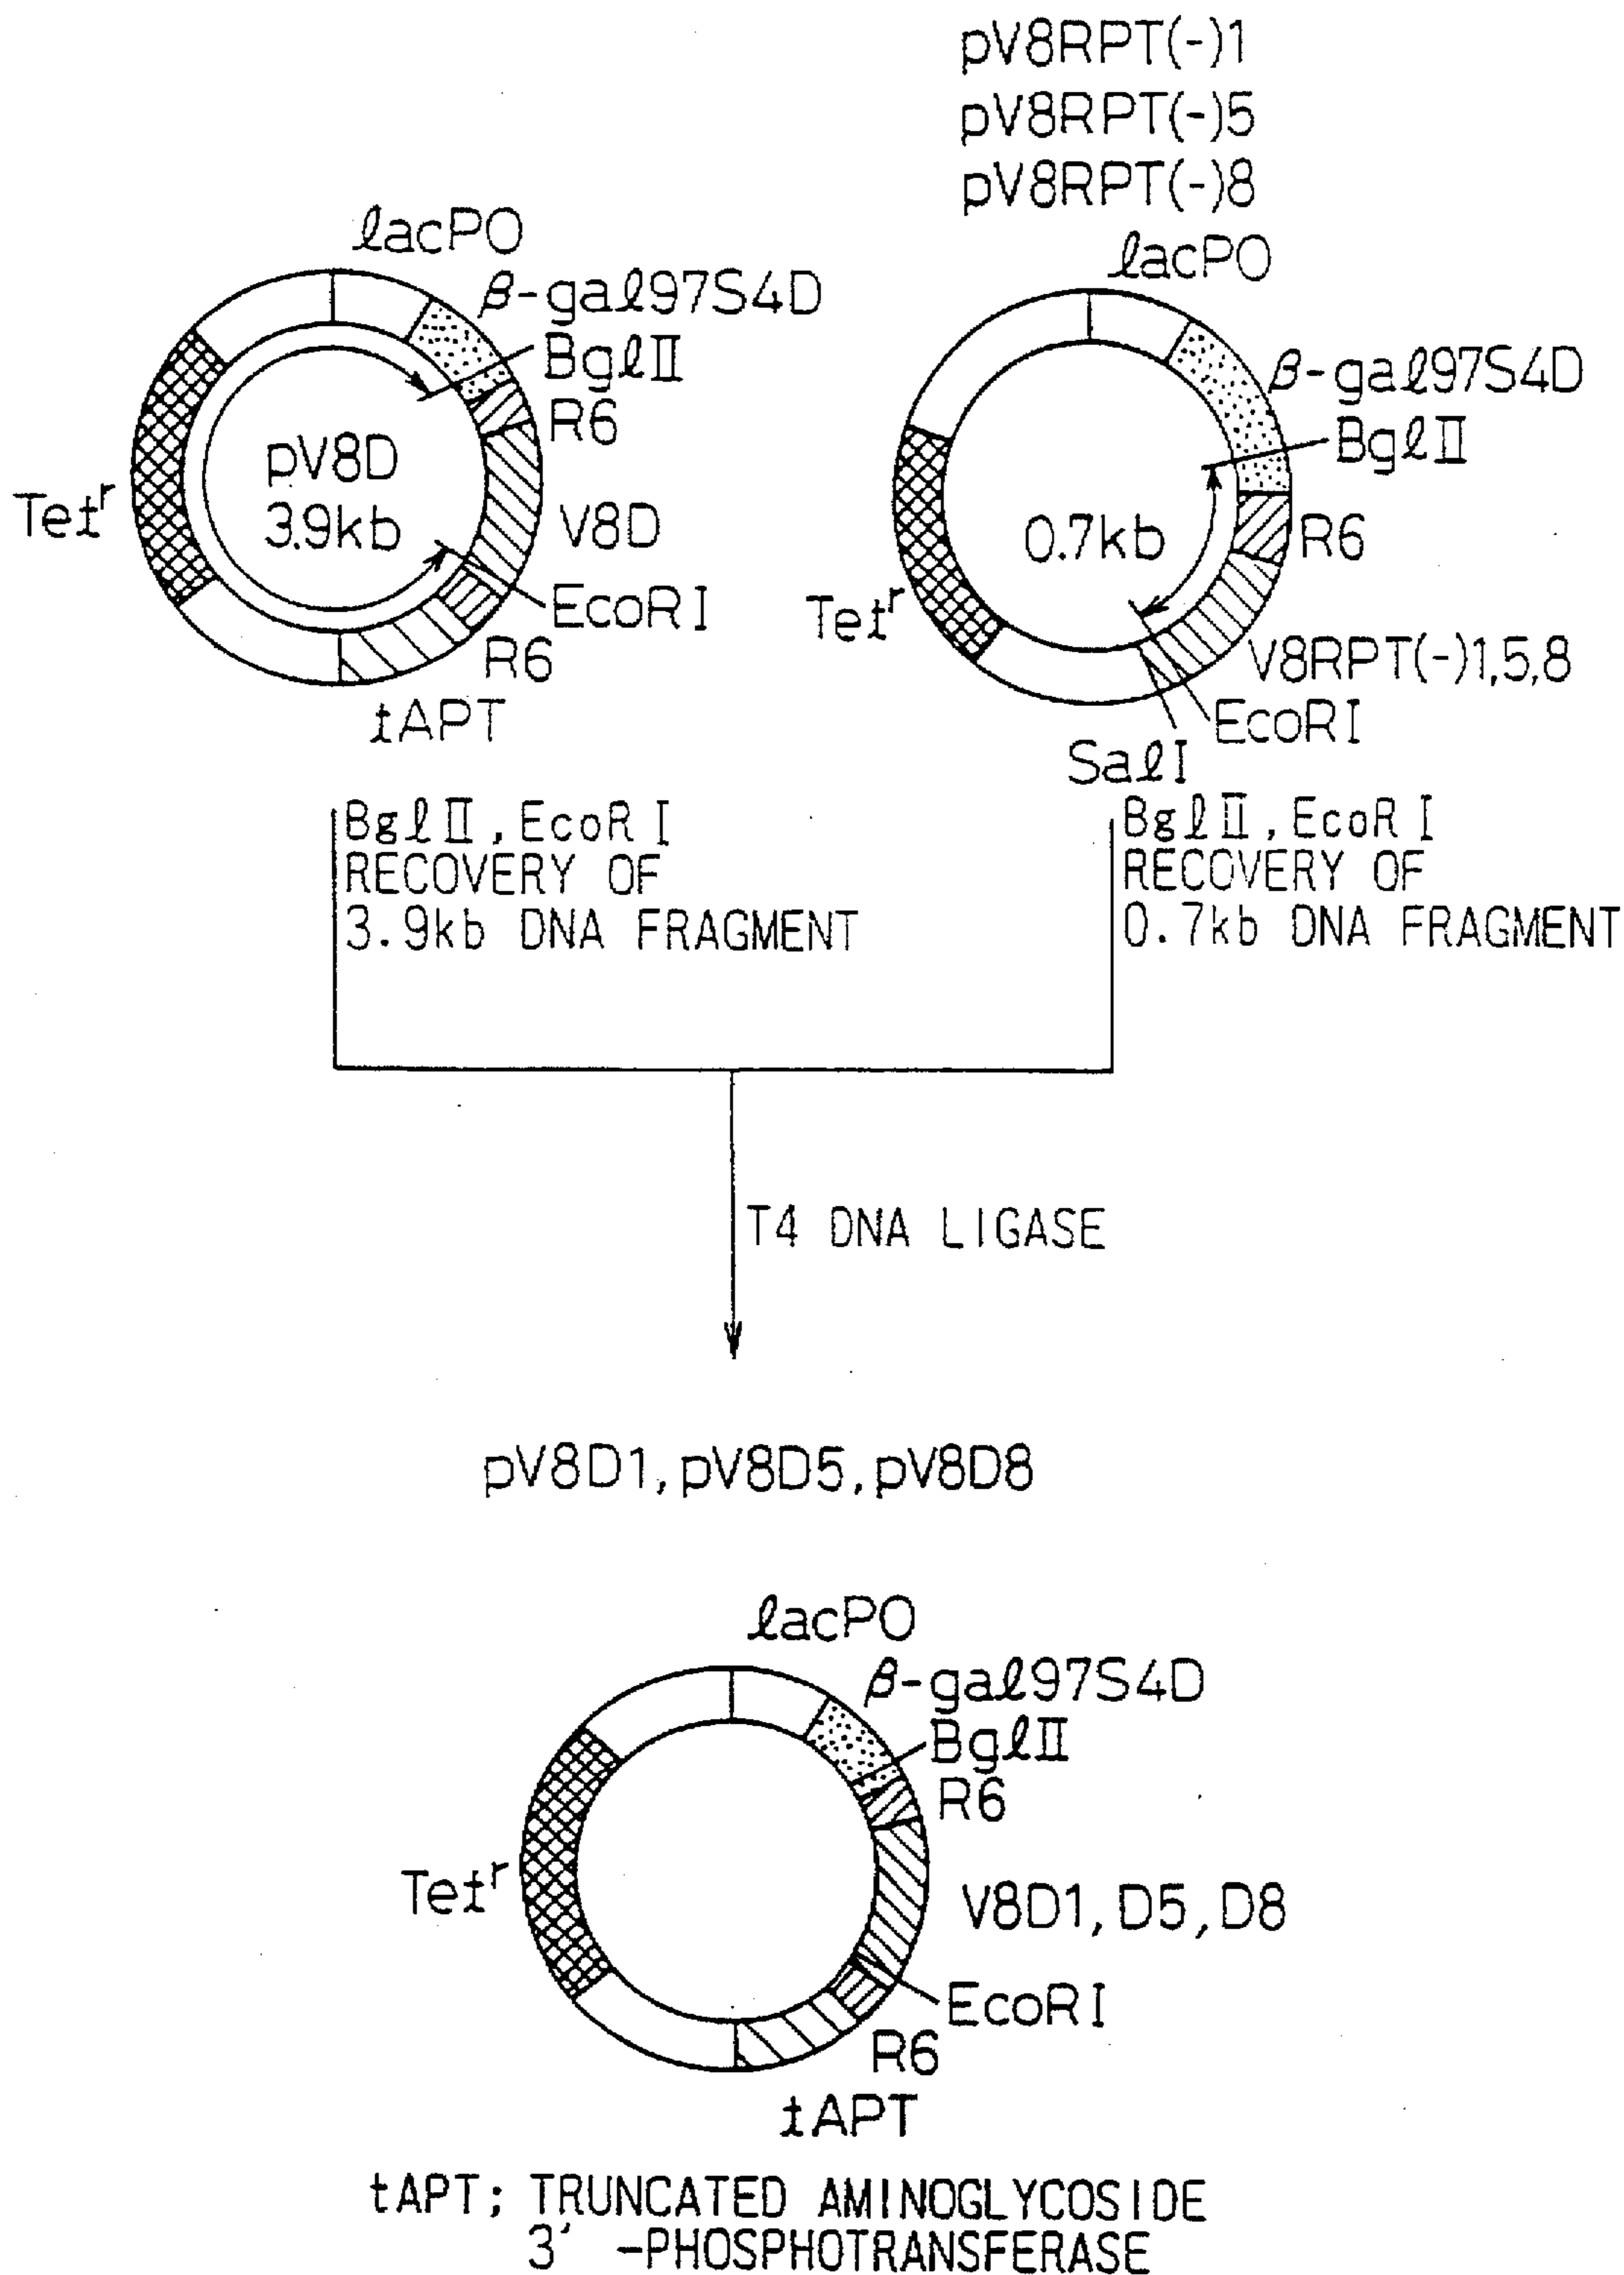 pV8RPT(-)1
pV8RPT(-)5
pV8RPT(-)8
lacPO
β-gal97S4D
BglII
R6
pV8D
3.9kb
Tetr
V8D
EcoRI
R6
tAPT
lacPO
β-gal97S4D
BglII
0.7kb
R6
Tetr
V8RPT(-)1,5,8
EcoRI
SalI
BglII, EcoRI
RECOVERY OF
3.9kb DNA FRAGMENT
BglII, EcoRI
RECOVERY OF
0.7kb DNA FRAGMENT
T4 DNA LIGASE
pV8D1, pV8D5, pV8D8
lacPO
β-gal97S4D
BglII
R6
Tetr
V8D1, D5, D8
EcoRI
R6
tAPT
tAPT; TRUNCATED AMINOGLYCOSIDE
3' -PHOSPHOTRANSFERASE